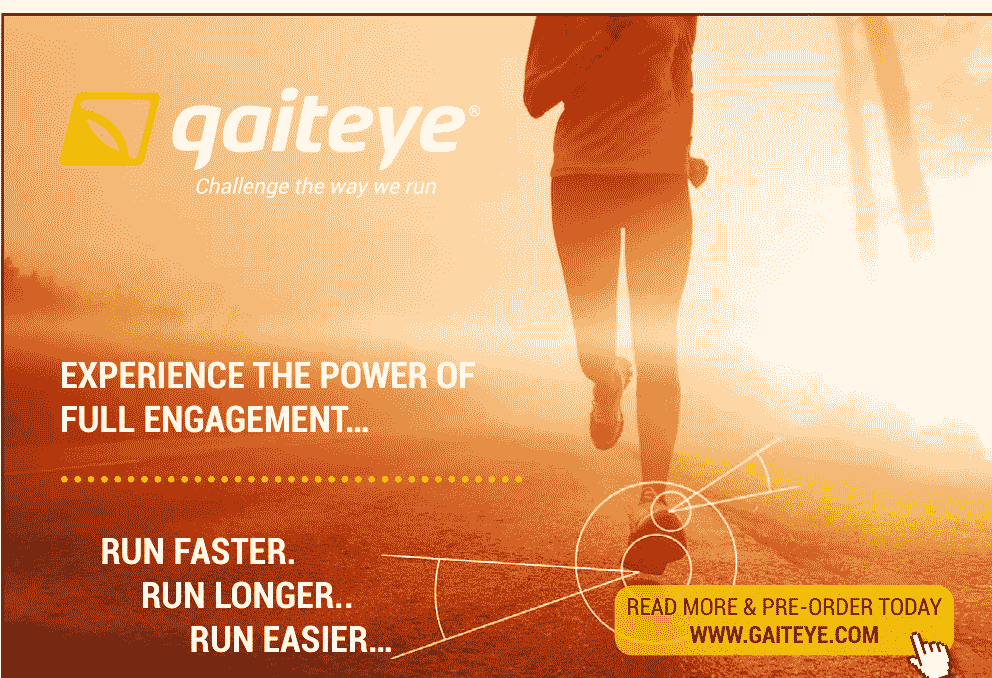 gaiteye®
Challenge the way we run
EXPERIENCE THE POWER OF
FULL ENGAGEMENT...
RUN FASTER.
RUN LONGER..
RUN EASIER...
READ MORE & PRE-ORDER TODAY
WWW.GAITEYE.COM